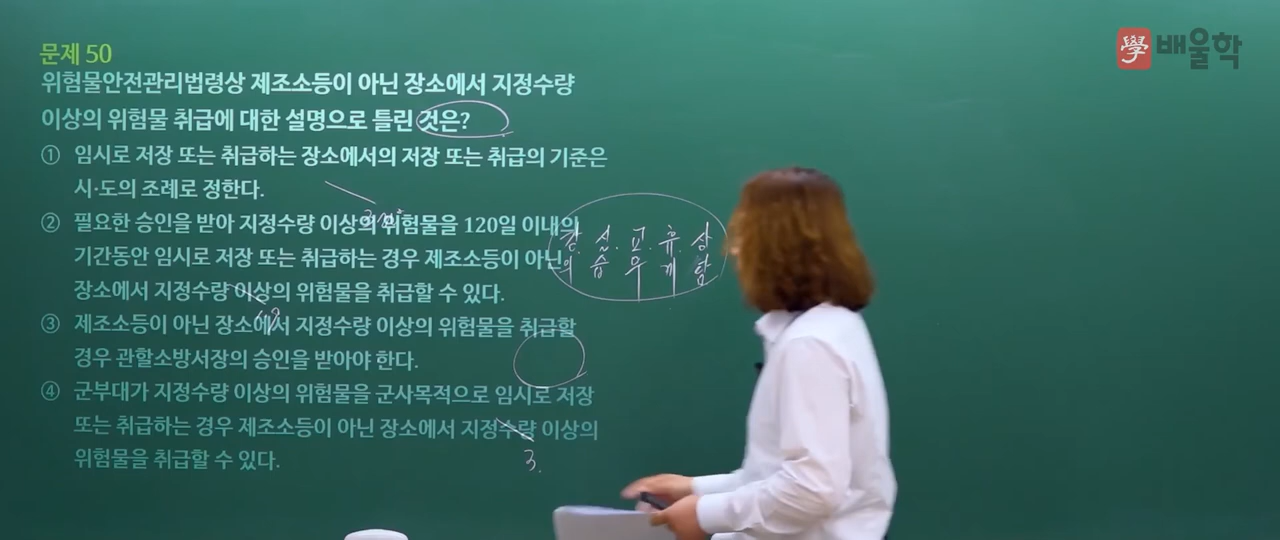 문제 50
學 배울학
위험물안전관리법령상 제조소등이 아닌 장소에서 지정수량
이상의 위험물 취급에 대한 설명으로 틀린 것은?
① 임시로 저장 또는 취급하는 장소에서의 저장 또는 취급의 기준은
시·도의 조례로 정한다.
② 필요한 승인을 받아 지정수량 이상의 위험물을 120일 이내의
기간동안 임시로 저장 또는 취급하는 경우 제조소등이 아닌
장소에서 지정수량 이상의 위험물을 취급할 수 있다.
③ 제조소등이 아닌 장소에서 지정수량 이상의 위험물을 취급할
경우 관할소방서장의 승인을 받아야 한다.
④ 군부대가 지정수량 이상의 위험물을 군사목적으로 임시로 저장
또는 취급하는 경우 제조소등이 아닌 장소에서 지정수량 이상의
위험물을 취급할 수 있다.
강 실 교 휴 상
의 습 무 게 담
3.